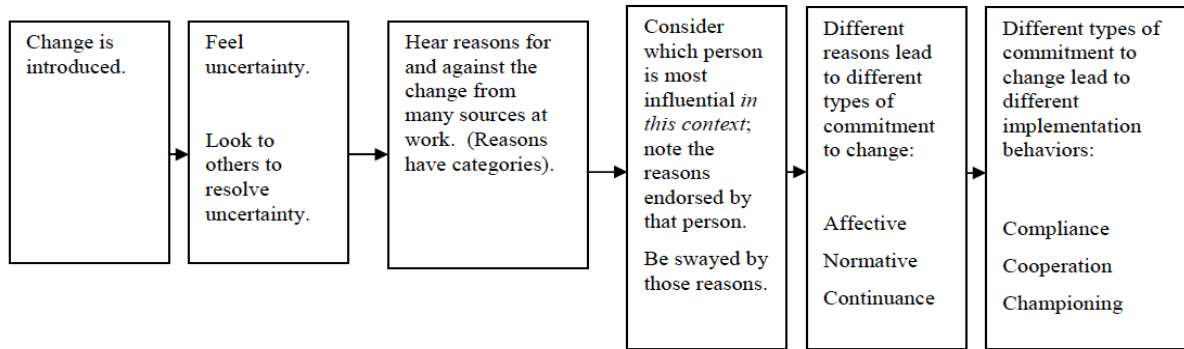 Change is
introduced.
Feel
uncertainty.
Look to
others to
resolve
uncertainty.
Hear reasons for
and against the
change from
many sources at
work.  (Reasons
have categories).
Consider
which person
is most
influential in
this context;
note the
reasons
endorsed by
that person.
Be swayed by
those reasons.
Different
reasons lead
to different
types of
commitment
to change:
Affective
Normative
Continuance
Different types of
commitment to
change lead to
different
implementation
behaviors:
Compliance
Cooperation
Championing